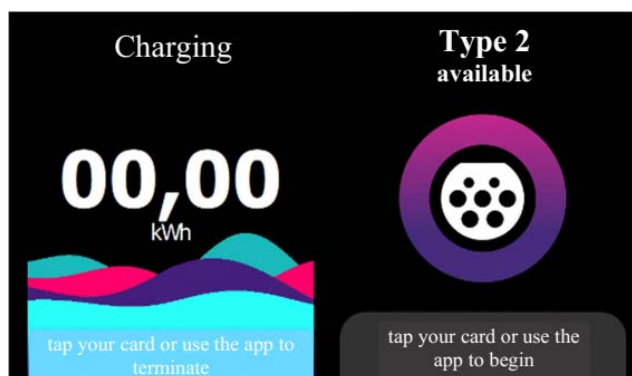 Charging
00,00
kWh
tap your card or use the app to
terminate
Type 2
available
tap your card or use the
app to begin